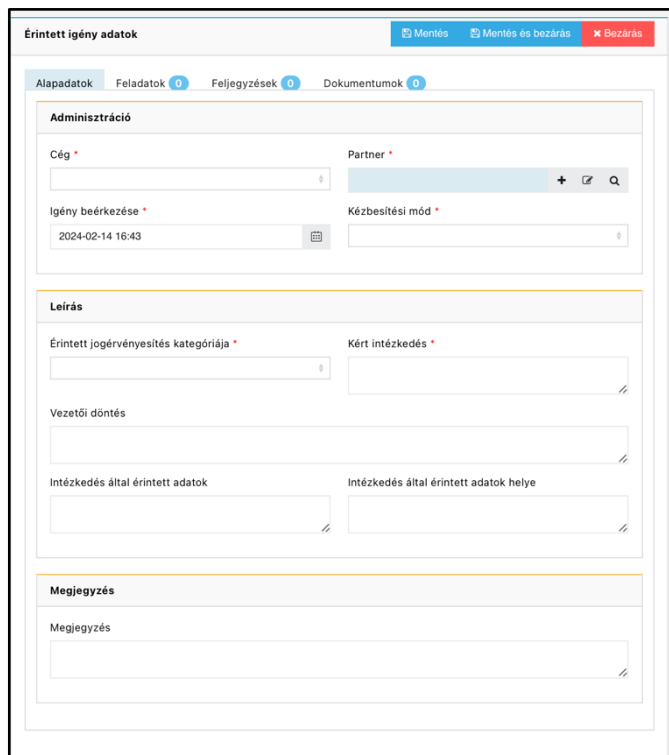 Érintett igény adatok Mentés Mentés és bezárás Bezárás
Alapadatok Feladatok 0 Feljegyzések 0 Dokumentumok 0
Adminisztráció
Cég * Partner *
Igény beérkezése * Kézbesítési mód *
2024-02-14 16:43
Leírás
Érintett jogérvényesítés kategóriája * Kért intézkedés *
Vezetői döntés
Intézkedés által érintett adatok Intézkedés által érintett adatok helye
Megjegyzés
Megjegyzés